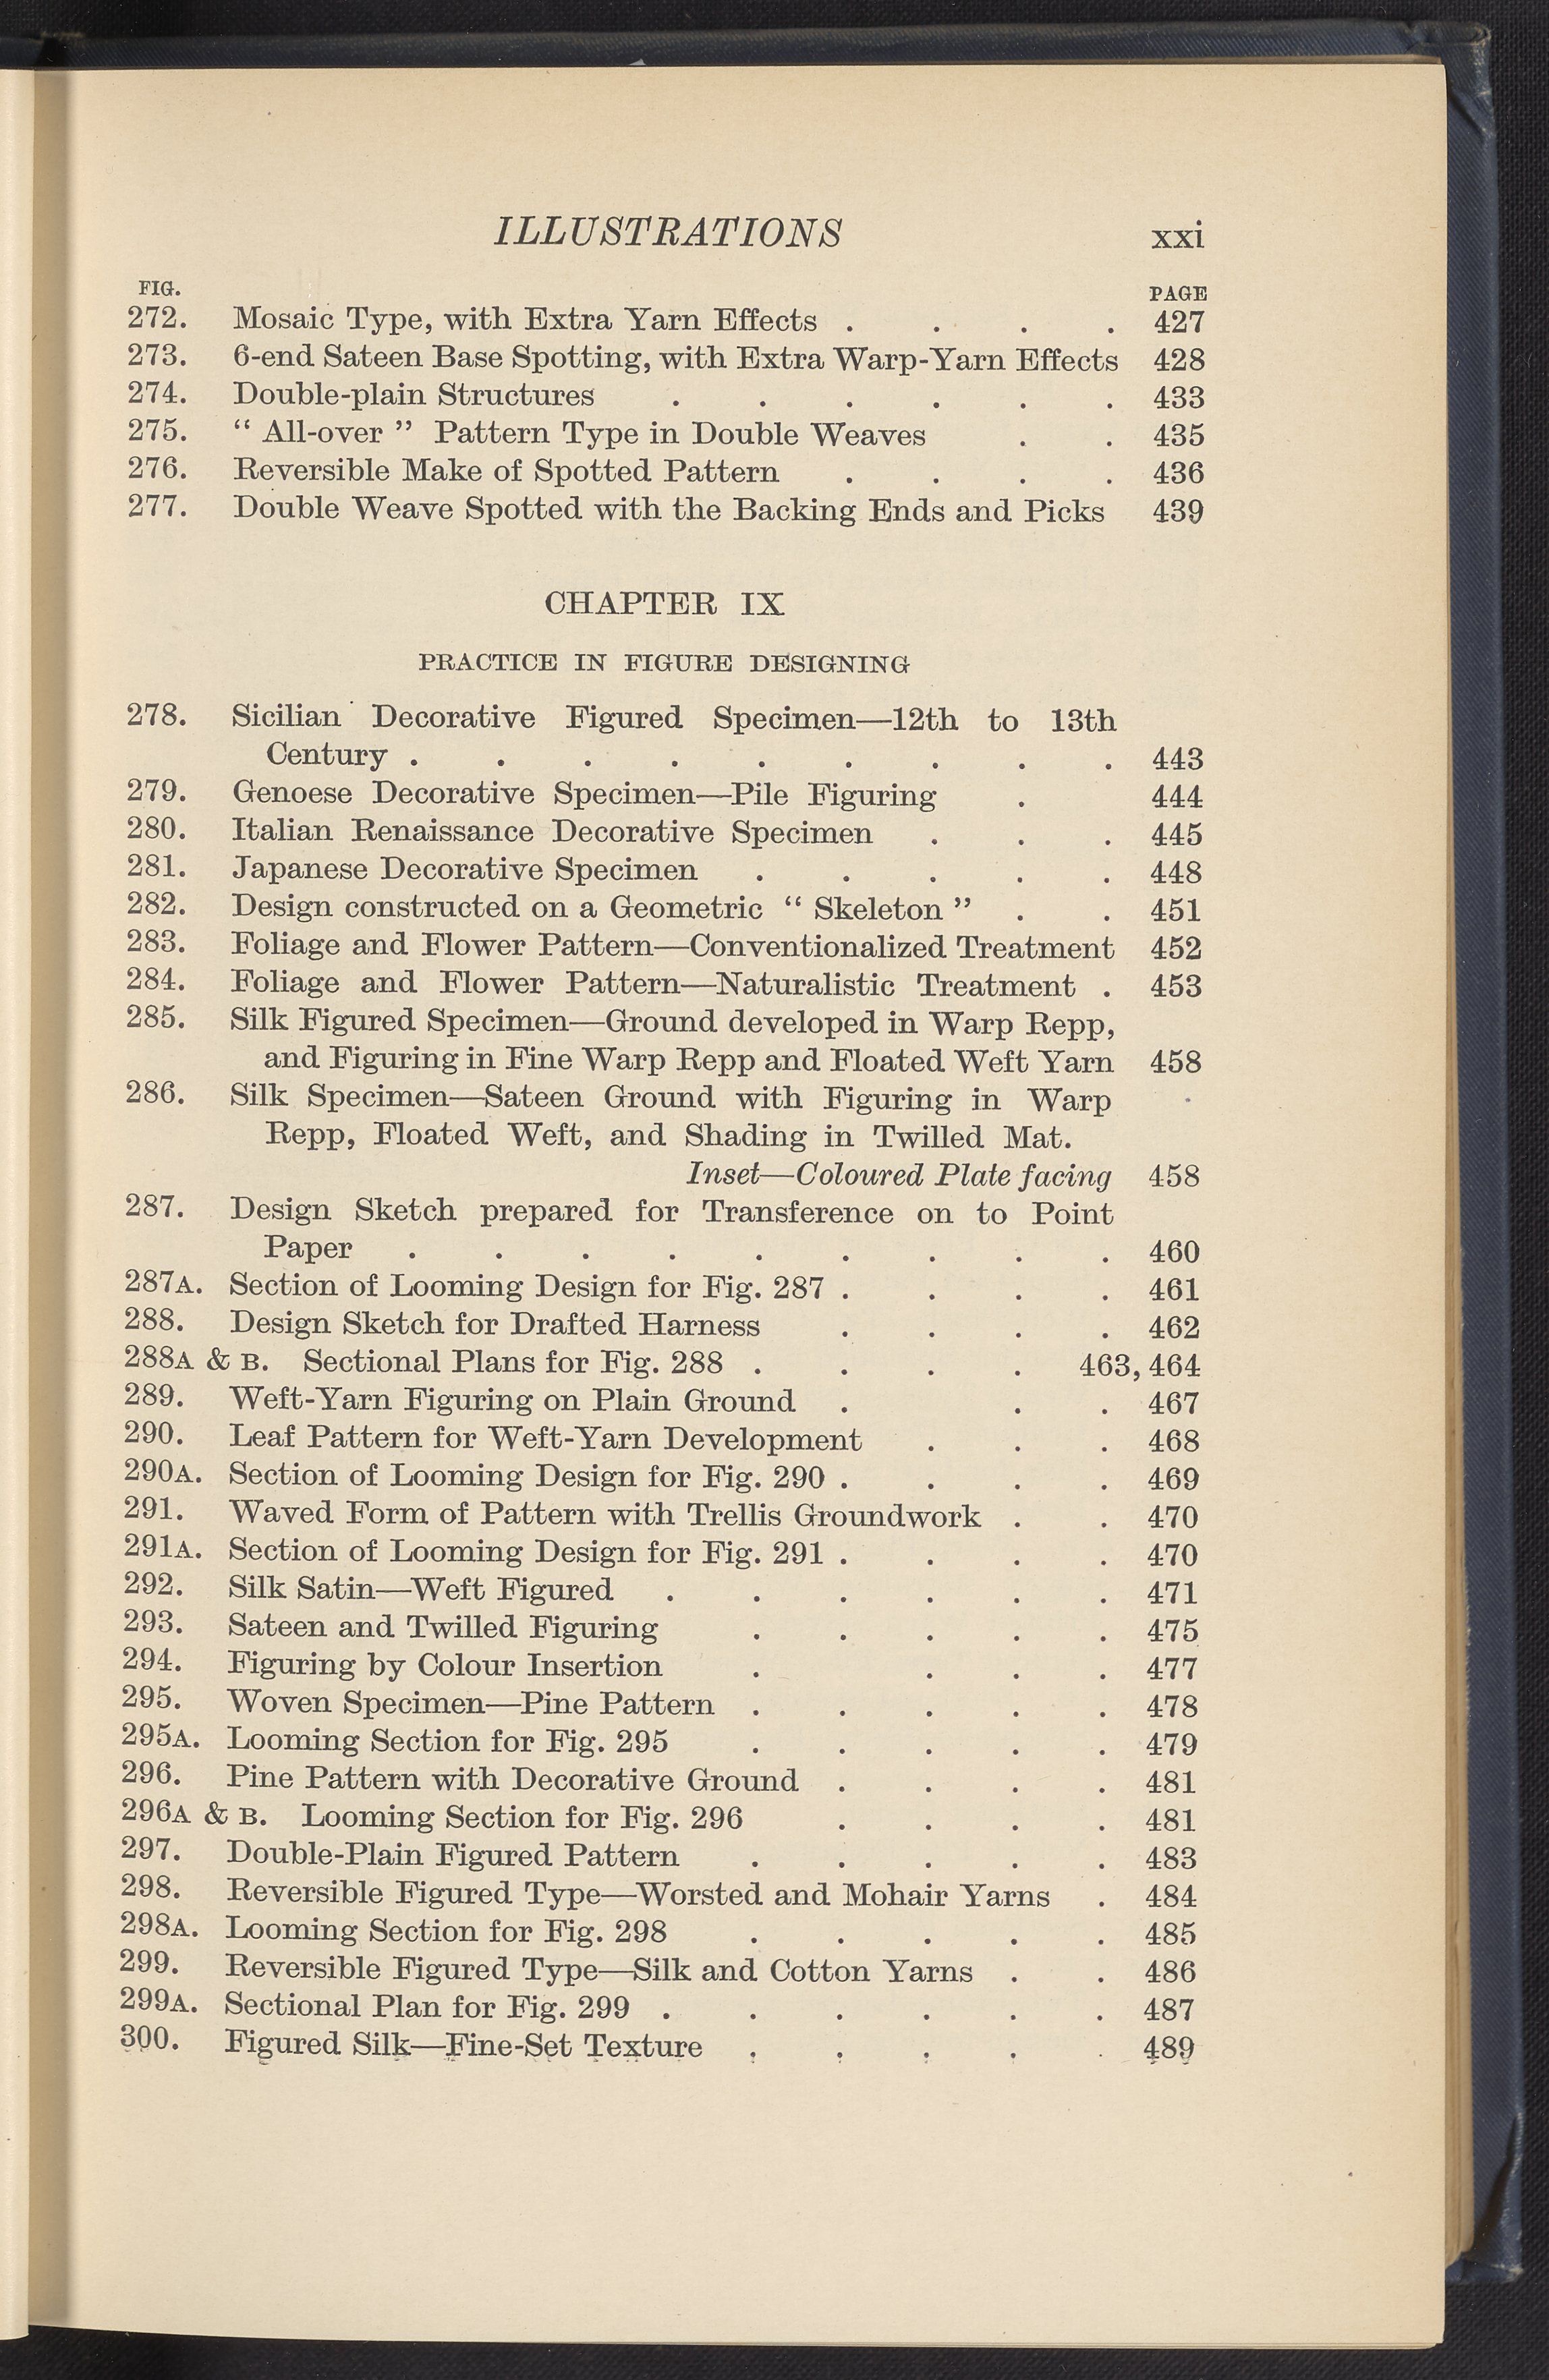 ILLUSTRATIONS xxi
FIG. PAGE
272. Mosaic Type, with Extra Yarn Effects . . . . 427
273. 6-end Sateen Base Spotting, with Extra Warp-Yarn Effects 428
274. Double-plain Structures . . . . . . 433
275. “ All-over ” Pattern Type in Double Weaves . . 435
276. Reversible Make of Spotted Pattern . . . . 436
277. Double Weave Spotted with the Backing Ends and Picks 439
CHAPTER IX
PRACTICE IN FIGURE DESIGNING
278. Sicilian Decorative Figured Specimen—12th to 13th
Century . . . . . . . . . 443
279. Genoese Decorative Specimen—Pile Figuring . 444
280. Italian Renaissance Decorative Specimen . . . 445
281. Japanese Decorative Specimen . . . . . 448
282. Design constructed on a Geometric “ Skeleton ” . . 451
283. Foliage and Flower Pattern—Conventionalized Treatment 452
284. Foliage and Flower Pattern—Naturalistic Treatment . 453
285. Silk Figured Specimen—Ground developed in Warp Repp,
and Figuring in Fine Warp Repp and Floated Weft Yarn 458
286. Silk Specimen—Sateen Ground with Figuring in Warp
Repp, Floated Weft, and Shading in Twilled Mat.
Inset—Coloured Plate facing 458
287. Design Sketch prepared for Transference on to Point
Paper . . . . . . . . . 460
287A. Section of Looming Design for Fig. 287 . . . . 461
288. Design Sketch for Drafted Harness . . . . 462
288A & B. Sectional Plans for Fig. 288 . . . . 463, 464
289. Weft-Yarn Figuring on Plain Ground . . . 467
290. Leaf Pattern for Weft-Yarn Development . . . 468
290A. Section of Looming Design for Fig. 290 . . . . 469
291. Waved Form of Pattern with Trellis Groundwork . . 470
291A. Section of Looming Design for Fig. 291 . . . . 470
292. Silk Satin—Weft Figured . . . . . . 471
293. Sateen and Twilled Figuring . . . . . 475
294. Figuring by Colour Insertion . . . . 477
295. Woven Specimen—Pine Pattern . . . . . 478
295A. Looming Section for Fig. 295 . . . . . 479
296. Pine Pattern with Decorative Ground . . . . 481
296A & B. Looming Section for Fig. 296 . . . . 481
297. Double-Plain Figured Pattern . . . . . 483
298. Reversible Figured Type—Worsted and Mohair Yarns . 484
298A. Looming Section for Fig. 298 . . . . . 485
299. Reversible Figured Type—Silk and Cotton Yarns . . 486
299A. Sectional Plan for Fig. 299 . . . . . . 487
300. Figured Silk—Fine-Set Texture . . . . . 489